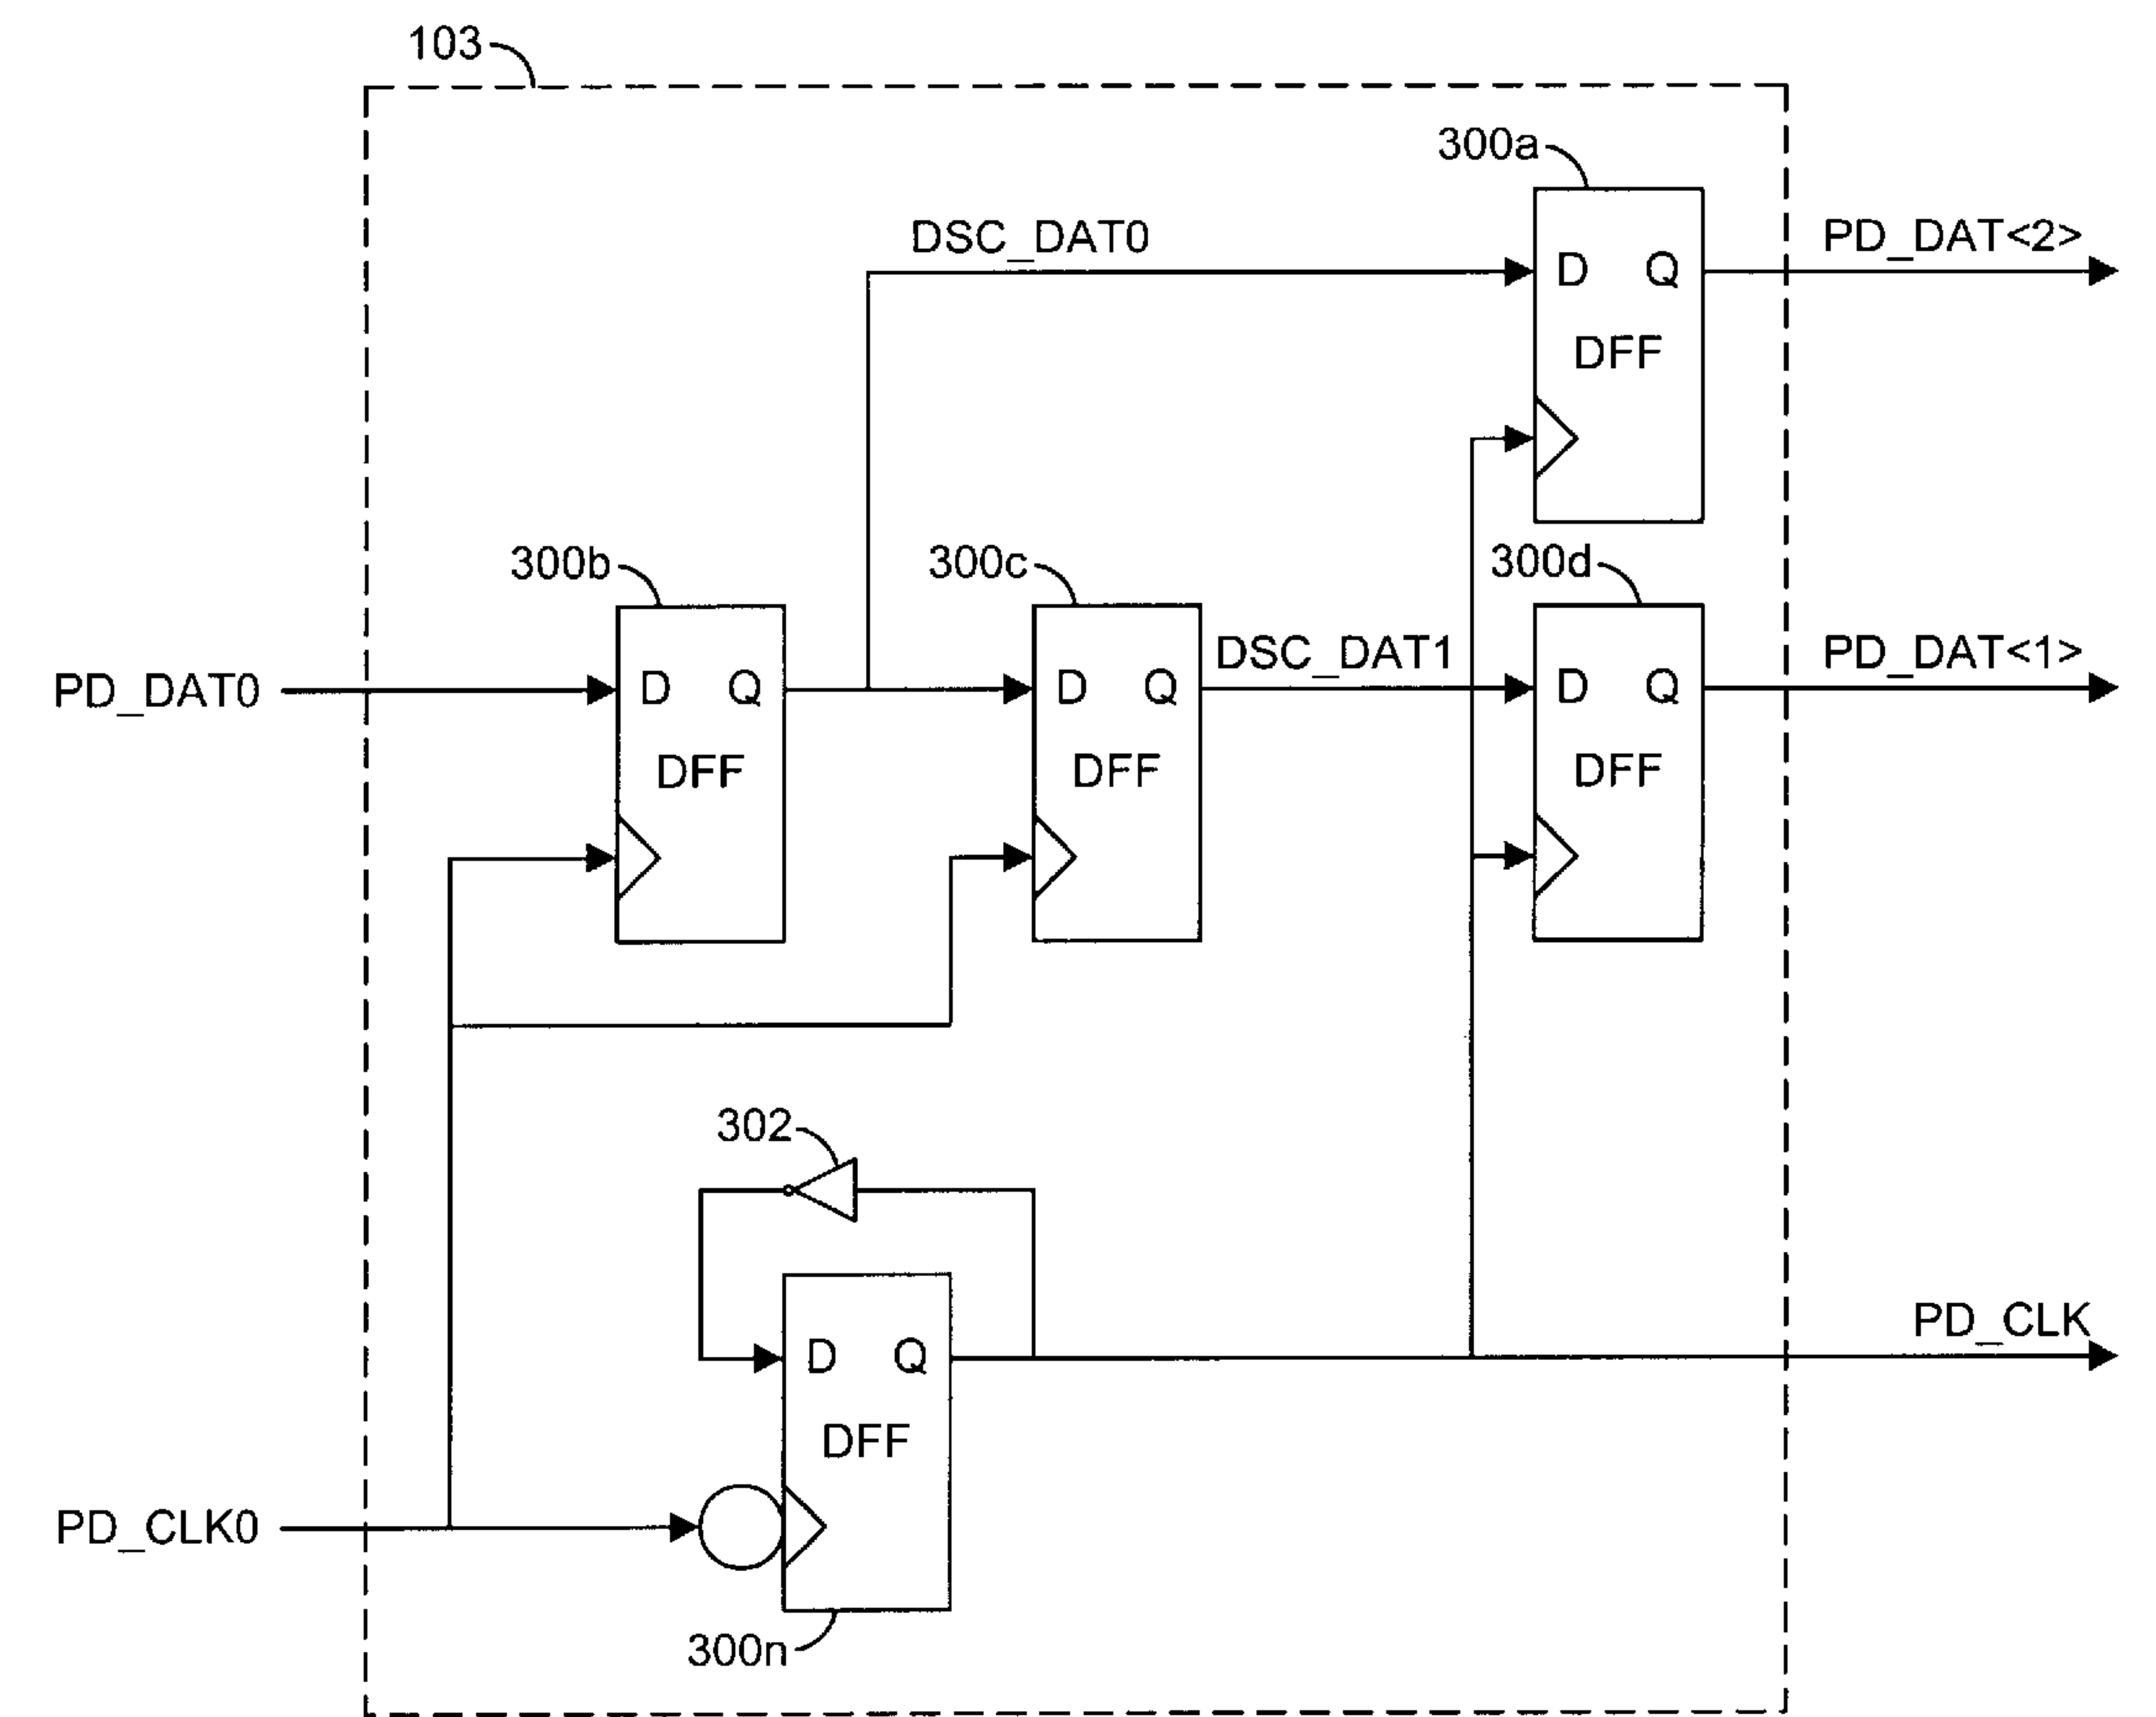 103
300a
DSC_DAT0
PD_DAT<2>
D Q
DFF
300b
300c
300d
DSC_DAT1
PD_DAT<1>
PD_DAT0
D Q
D Q
D Q
DFF
DFF
DFF
302
PD_CLK
D Q
DFF
PD_CLK0
300n